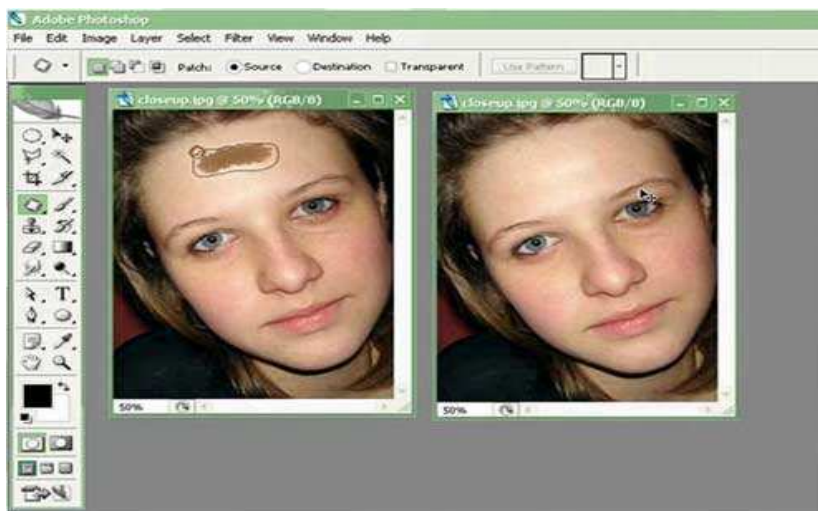 Adobe Photoshop
File Edit Image Layer Select Filter View Window Help
Patch: Source Destination Transparent Use Pattern
closeup.jpg @ 50% (RGB/8)
closeup.jpg @ 50% (RGB/8)
T
50%
50%